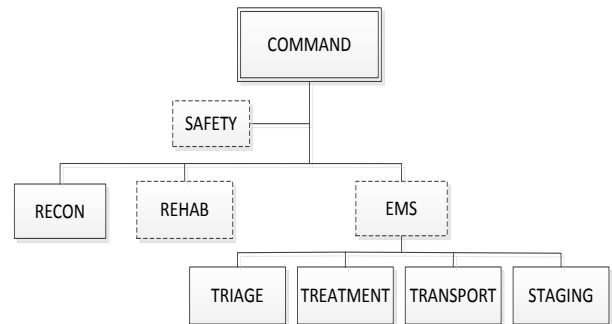 COMMAND
SAFETY
RECON
REHAB
EMS
TRIAGE
TREATMENT
TRANSPORT
STAGING